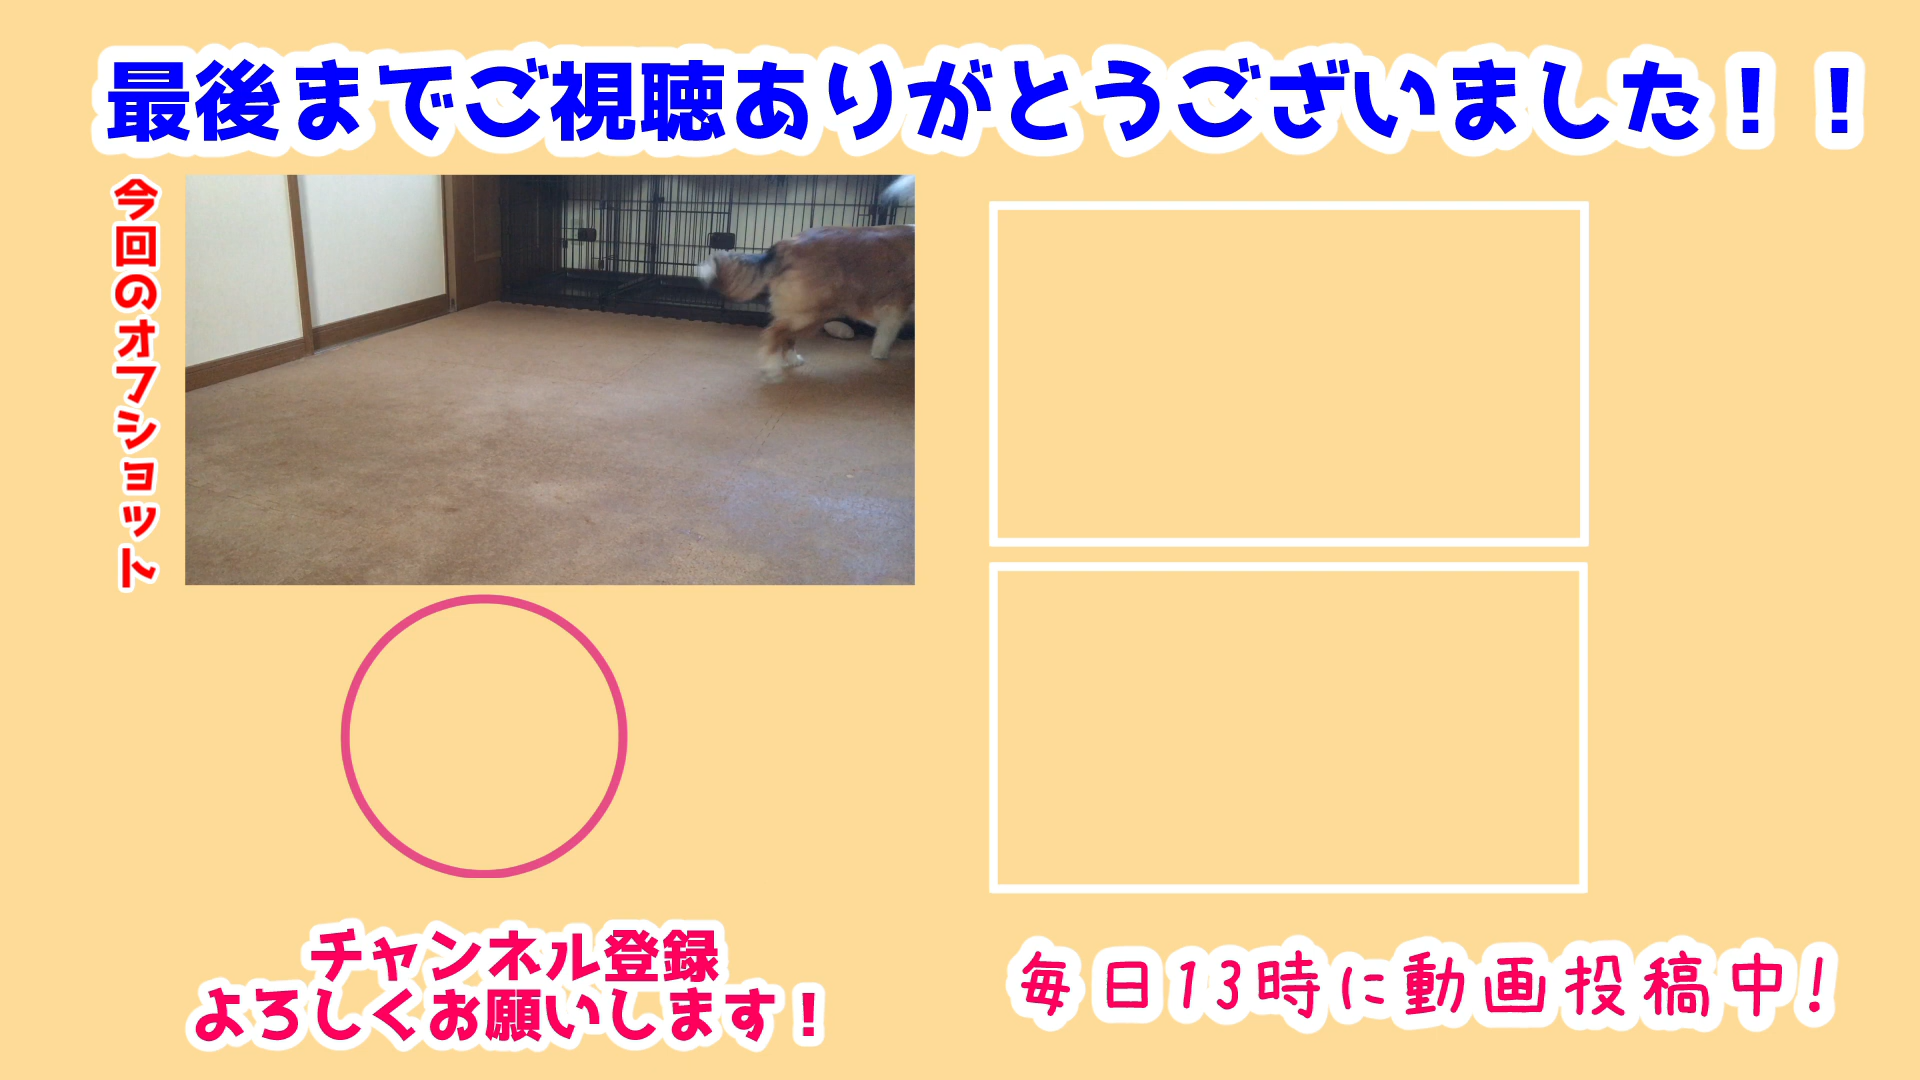 最後までご視聴ありがとうございました！！
今回のオフショット
チャンネル登録
よろしくお願いします！
毎日13時に動画投稿中！